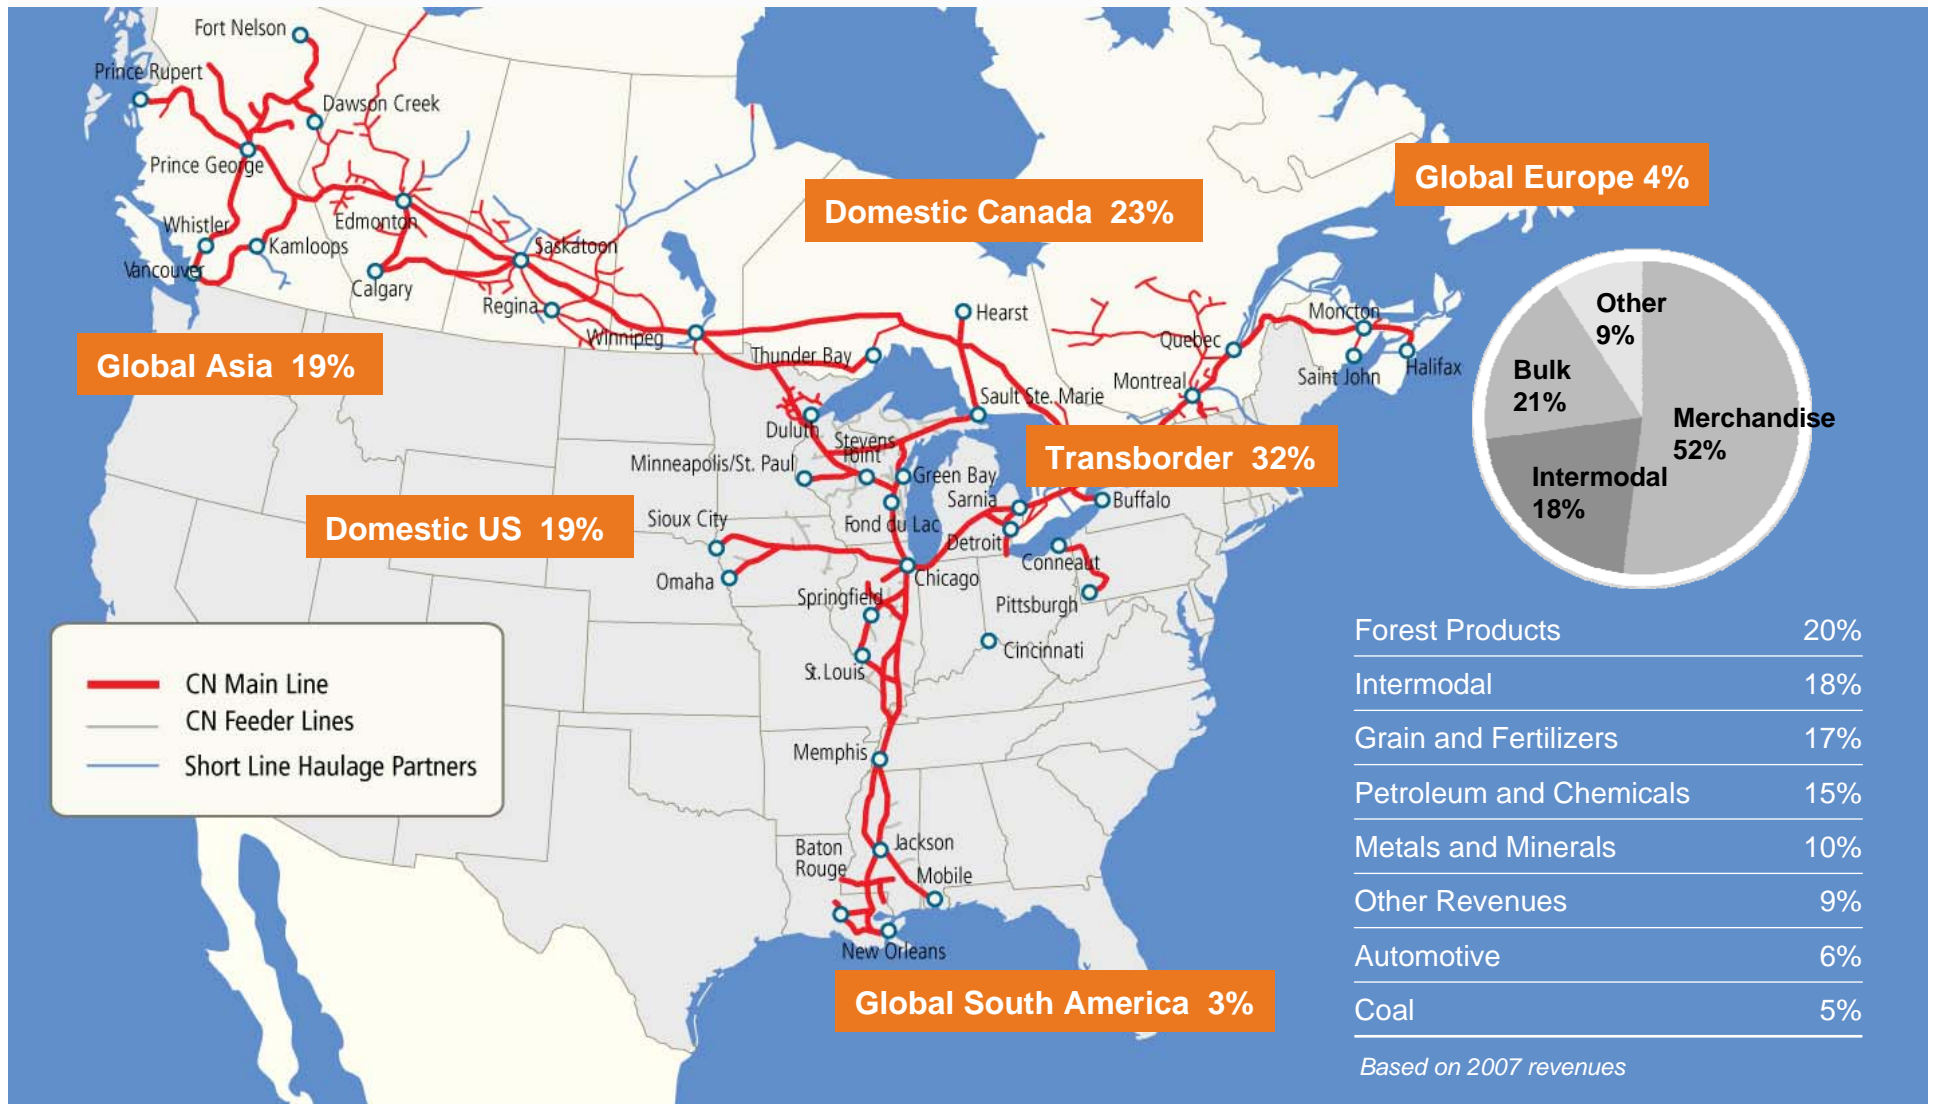 Fort Nelson
Prince Rupert
Dawson Creek
Prince George
Whistler
Edmonton
Kamloops
Saskatoon
Vancouver
Calgary
Regina
Winnipeg
Hearst
Thunder Bay
Moncton
Quebec
Saint John
Halifax
Montreal
Sault Ste. Marie
Duluth
Stevens
Point
Minneapolis/St. Paul
Green Bay
Sarnia
Buffalo
Sioux City
Fond du Lac
Detroit
Conneaut
Omaha
Chicago
Springfield
Pittsburgh
Cincinnati
St. Louis
Memphis
Jackson
Baton
Rouge
Mobile
New Orleans
Global Europe 4%
Domestic Canada 23%
Global Asia 19%
Transborder 32%
Domestic US 19%
Global South America 3%
CN Main Line
CN Feeder Lines
Short Line Haulage Partners
Other
9%
Bulk
21%
Merchandise
52%
Intermodal
18%
Forest Products 20%
Intermodal 18%
Grain and Fertilizers 17%
Petroleum and Chemicals 15%
Metals and Minerals 10%
Other Revenues 9%
Automotive 6%
Coal 5%
Based on 2007 revenues